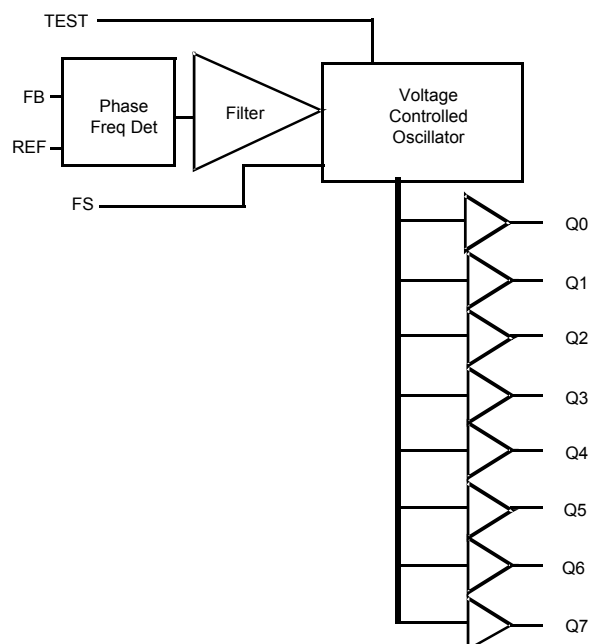 TEST
FB
REF
Phase
Freq Det
Filter
Voltage
Controlled
Oscillator
FS
Q0
Q1
Q2
Q3
Q4
Q5
Q6
Q7